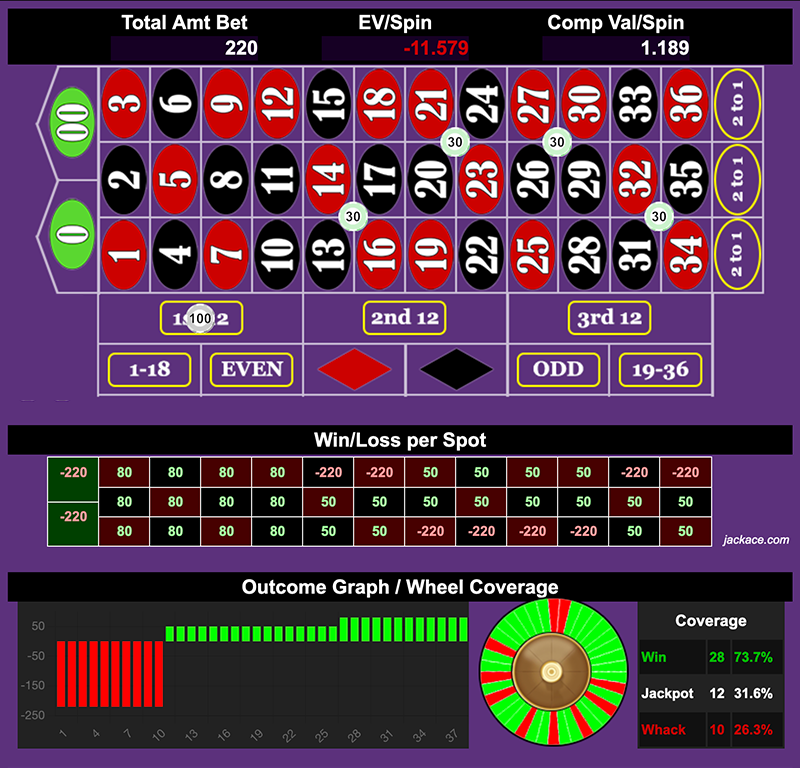 Total Amt Bet EV/Spin Comp Val/Spin
220 -11.579 1.189
00 3 6 9 12 15 18 21 24 27 30 33 36 2 to 1
30 30
2 5 8 11 14 17 20 23 26 29 32 35 2 to 1
30 30
0 1 4 7 10 13 16 19 22 25 28 31 34 2 to 1
100 2nd 12 3rd 12
1-18 EVEN ODD 19-36
Win/Loss per Spot
-220 80 80 80 80 -220 -220 50 50 50 50 -220 -220
-220 80 80 80 80 50 50 50 50 50 50 50 50
80 80 80 80 50 50 -220 -220 -220 -220 50 50
jackace.com
Outcome Graph / Wheel Coverage
50
-50
-150
-250
1 4 7 10 13 16 19 22 25 28 31 34 37
Coverage
Win 28 73.7%
Jackpot 12 31.6%
Whack 10 26.3%